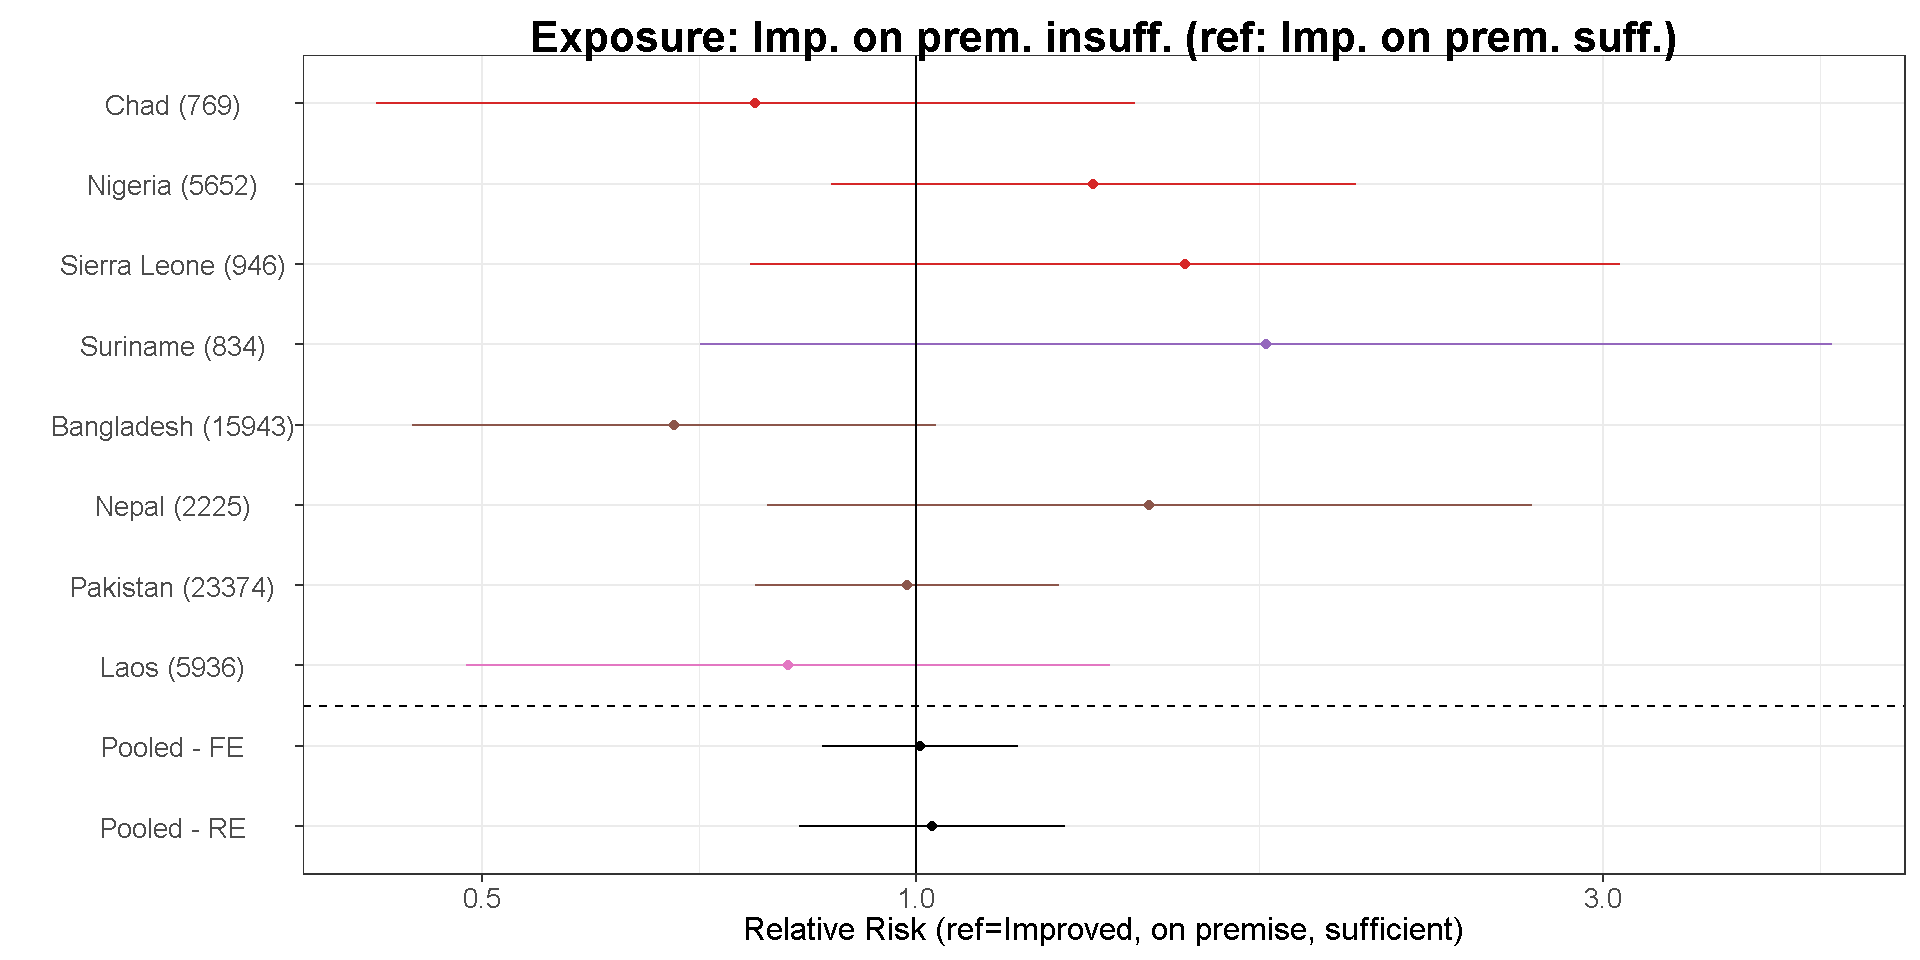 Exposure: Imp. on prem. insuff. (ref: Imp. on prem. suff.)
Chad (769)
Nigeria (5652)
Sierra Leone (946)
Suriname (834)
Bangladesh (15943)
Nepal (2225)
Pakistan (23374)
Laos (5936)
Pooled - FE
Pooled - RE
0.5 1.0 3.0
Relative Risk (ref=Improved, on premise, sufficient)